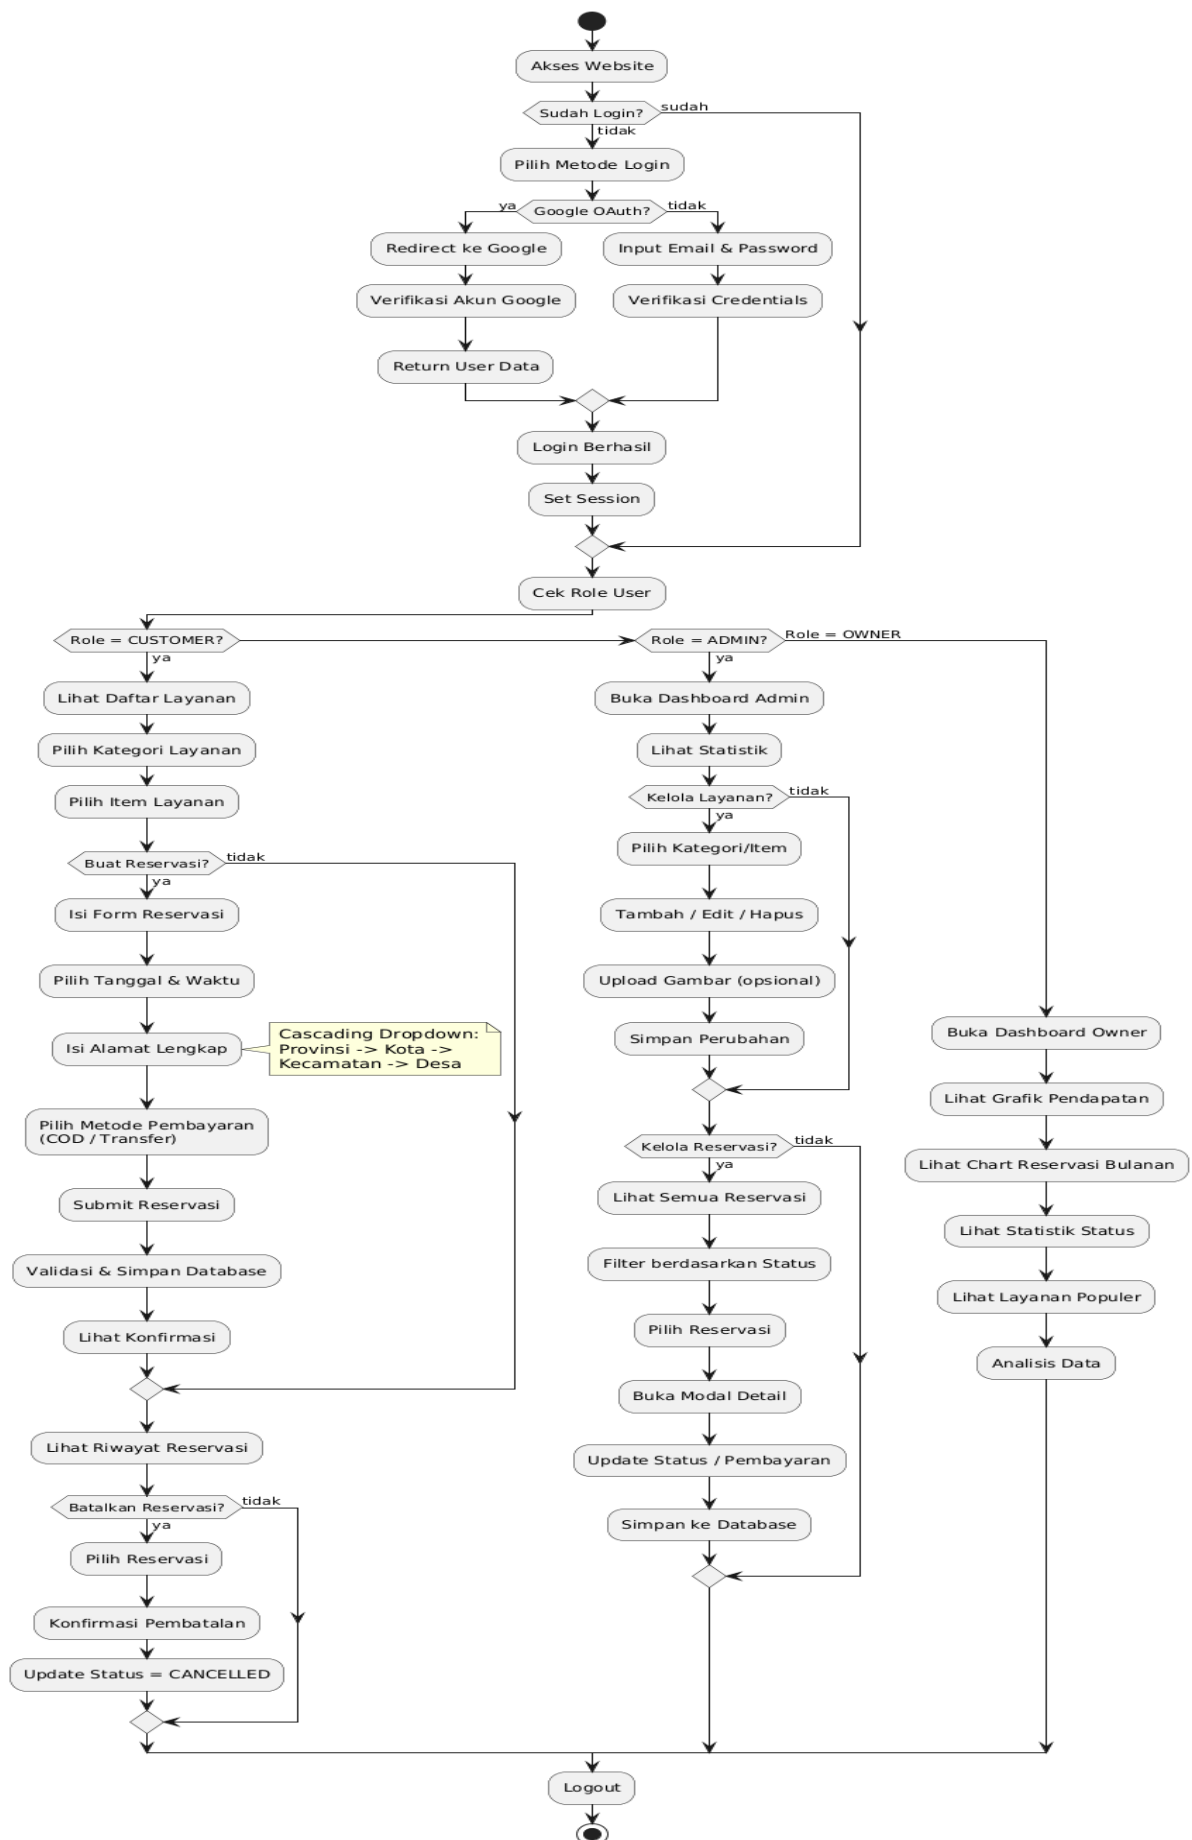 Akses Website
Sudah Login?
sudah
tidak
Pilih Metode Login
ya
Google OAuth?
tidak
Redirect ke Google
Input Email & Password
Verifikasi Akun Google
Verifikasi Credentials
Return User Data
Login Berhasil
Set Session
Cek Role User
Role = CUSTOMER?
ya
Lihat Daftar Layanan
Pilih Kategori Layanan
Pilih Item Layanan
Buat Reservasi?
tidak
ya
Isi Form Reservasi
Pilih Tanggal & Waktu
Isi Alamat Lengkap
Cascading Dropdown:
Provinsi -> Kota ->
Kecamatan -> Desa
Pilih Metode Pembayaran
(COD / Transfer)
Submit Reservasi
Validasi & Simpan Database
Lihat Konfirmasi
Lihat Riwayat Reservasi
Batalkan Reservasi?
tidak
ya
Pilih Reservasi
Konfirmasi Pembatalan
Update Status = CANCELLED
Role = ADMIN?
ya
Buka Dashboard Admin
Lihat Statistik
Kelola Layanan?
tidak
ya
Pilih Kategori/Item
Tambah / Edit / Hapus
Upload Gambar (opsional)
Simpan Perubahan
Kelola Reservasi?
tidak
ya
Lihat Semua Reservasi
Filter berdasarkan Status
Pilih Reservasi
Buka Modal Detail
Update Status / Pembayaran
Simpan ke Database
Role = OWNER
Buka Dashboard Owner
Lihat Grafik Pendapatan
Lihat Chart Reservasi Bulanan
Lihat Statistik Status
Lihat Layanan Populer
Analisis Data
Logout